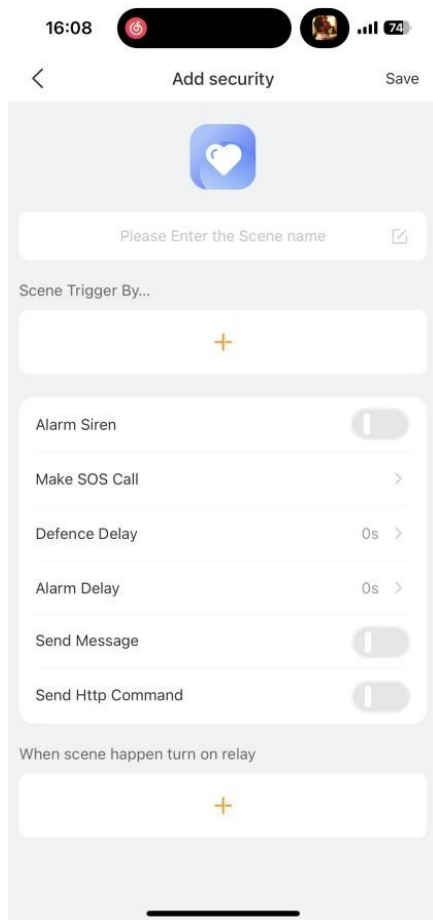 16:08
74
Add security
Save
Please Enter the Scene name
Scene Trigger By...
+
Alarm Siren
Make SOS Call
Defence Delay 0s
Alarm Delay 0s
Send Message
Send Http Command
When scene happen turn on relay
+